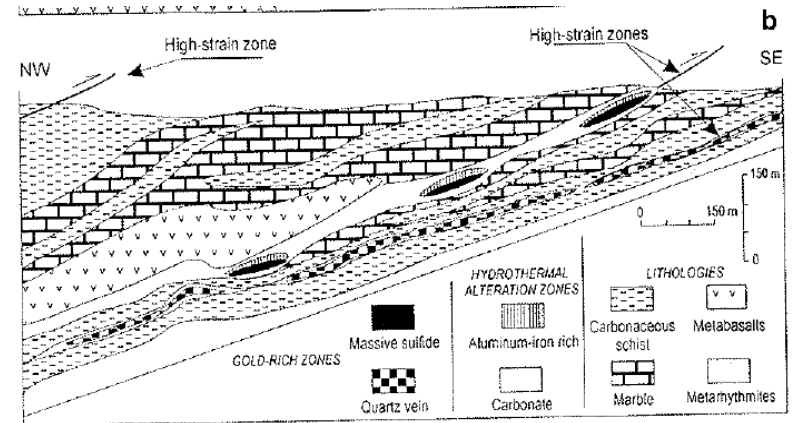 b
High-strain zone
High-strain zones
NW
SE
150 m
0
150 m
0
HYDROTHERMAL
ALTERATION ZONES
LITHOLOGIES
Massive sulfide
Aluminum-iron rich
Carbonaceous
schist
Metabasalts
GOLD-RICH ZONES
Quartz vein
Carbonate
Marble
Metarhythmites